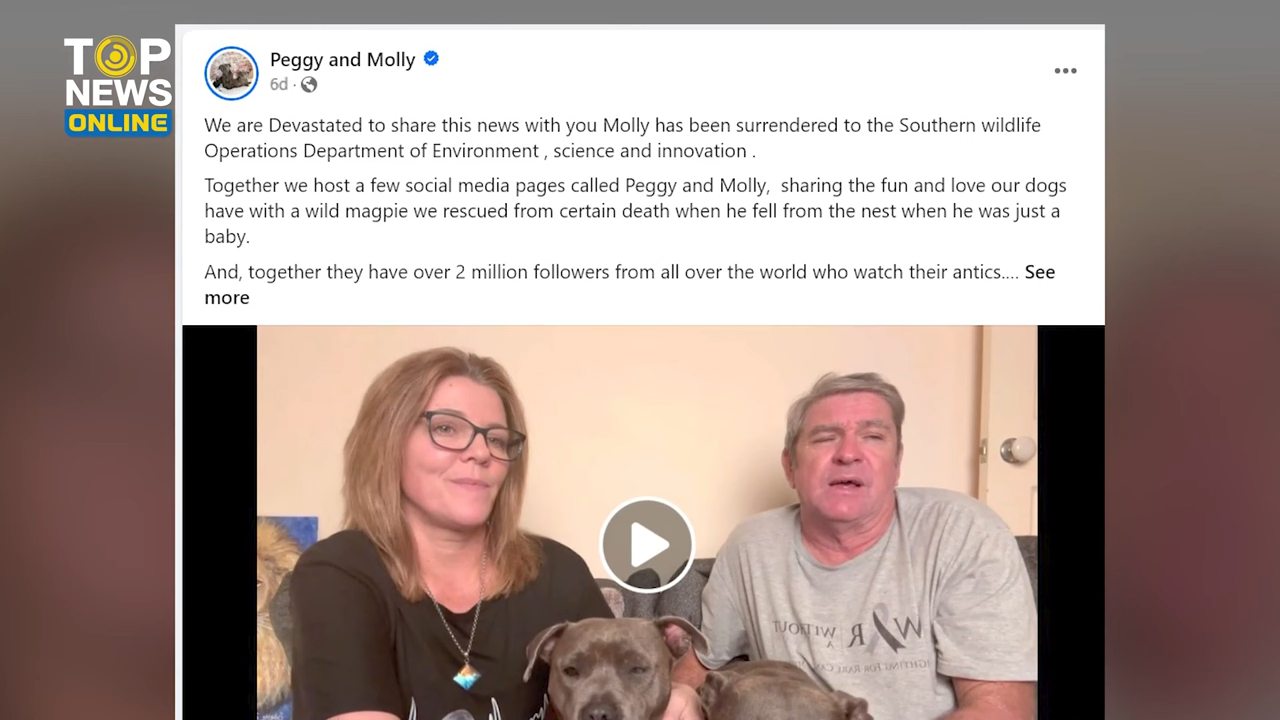 TOP
NEWS
ONLINE
Peggy and Molly
6d ·
We are Devastated to share this news with you Molly has been surrendered to the Southern wildlife
Operations Department of Environment , science and innovation .
Together we host a few social media pages called Peggy and Molly, sharing the fun and love our dogs
have with a wild magpie we rescued from certain death when he fell from the nest when he was just a
baby.
And, together they have over 2 million followers from all over the world who watch their antics.... See
more
WAR
WITHOUT
A